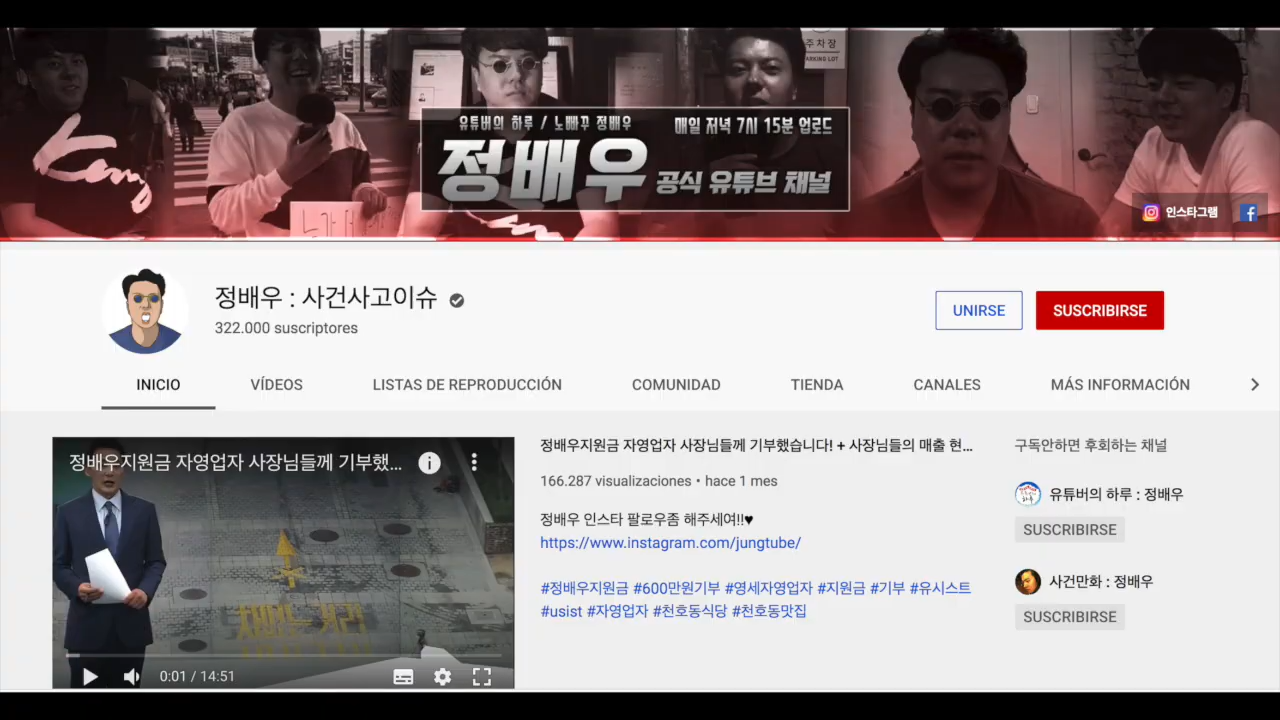 주차장
PARKING LOT
유튜버의 하루 / 노빠꾸 정배우
매일 저녁 7시 15분 업로드
정배우 공식 유튜브 채널
인스타그램
정배우 : 사건사고이슈
322.000 suscriptores
UNIRSE
SUSCRIBIRSE
INICIO
VÍDEOS
LISTAS DE REPRODUCCIÓN
COMUNIDAD
TIENDA
CANALES
MÁS INFORMACIÓN
정배우지원금 자영업자 사장님들께 기부했...
0:01 / 14:51
정배우지원금 자영업자 사장님들께 기부했습니다! + 사장님들의 매출 현...
166.287 visualizaciones • hace 1 mes
정배우 인스타 팔로우좀 해주세여!!♥
https://www.instagram.com/jungtube/
#정배우지원금 #600만원기부 #영세자영업자 #지원금 #기부 #유시스트
#usist #자영업자 #천호동식당 #천호동맛집
구독안하면 후회하는 채널
유튜버의 하루 : 정배우
SUSCRIBIRSE
사건만화 : 정배우
SUSCRIBIRSE